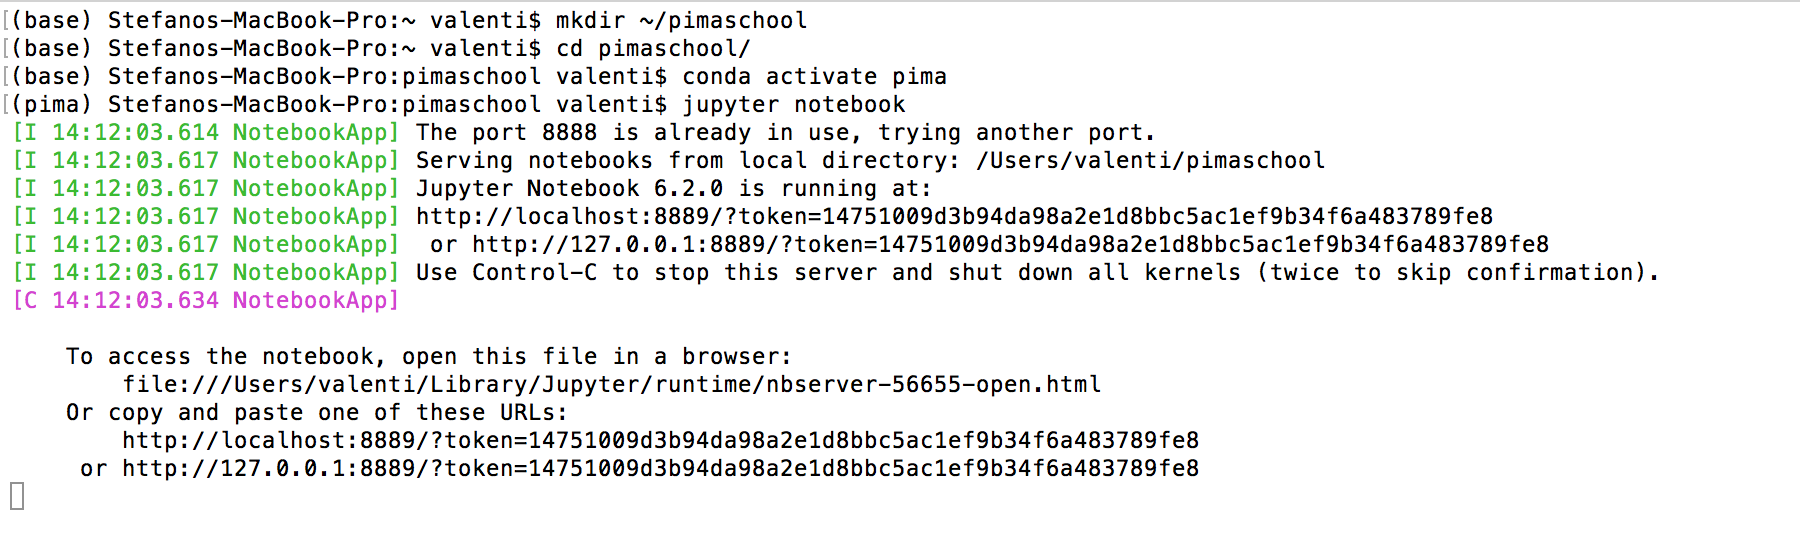 [(base) Stefanos-MacBook-Pro:~ valenti$ mkdir ~/pimaschool
[(base) Stefanos-MacBook-Pro:~ valenti$ cd pimaschool/
[(base) Stefanos-MacBook-Pro:pimaschool valenti$ conda activate pima
[(pima) Stefanos-MacBook-Pro:pimaschool valenti$ jupyter notebook
[I 14:12:03.614 NotebookApp] The port 8888 is already in use, trying another port.
[I 14:12:03.617 NotebookApp] Serving notebooks from local directory: /Users/valenti/pimaschool
[I 14:12:03.617 NotebookApp] Jupyter Notebook 6.2.0 is running at:
[I 14:12:03.617 NotebookApp] http://localhost:8889/?token=14751009d3b94da98a2e1d8bbc5ac1ef9b34f6a483789fe8
[I 14:12:03.617 NotebookApp]  or http://127.0.0.1:8889/?token=14751009d3b94da98a2e1d8bbc5ac1ef9b34f6a483789fe8
[I 14:12:03.617 NotebookApp] Use Control-C to stop this server and shut down all kernels (twice to skip confirmation).
[C 14:12:03.634 NotebookApp]
To access the notebook, open this file in a browser:
file:///Users/valenti/Library/Jupyter/runtime/nbserver-56655-open.html
Or copy and paste one of these URLs:
http://localhost:8889/?token=14751009d3b94da98a2e1d8bbc5ac1ef9b34f6a483789fe8
or http://127.0.0.1:8889/?token=14751009d3b94da98a2e1d8bbc5ac1ef9b34f6a483789fe8